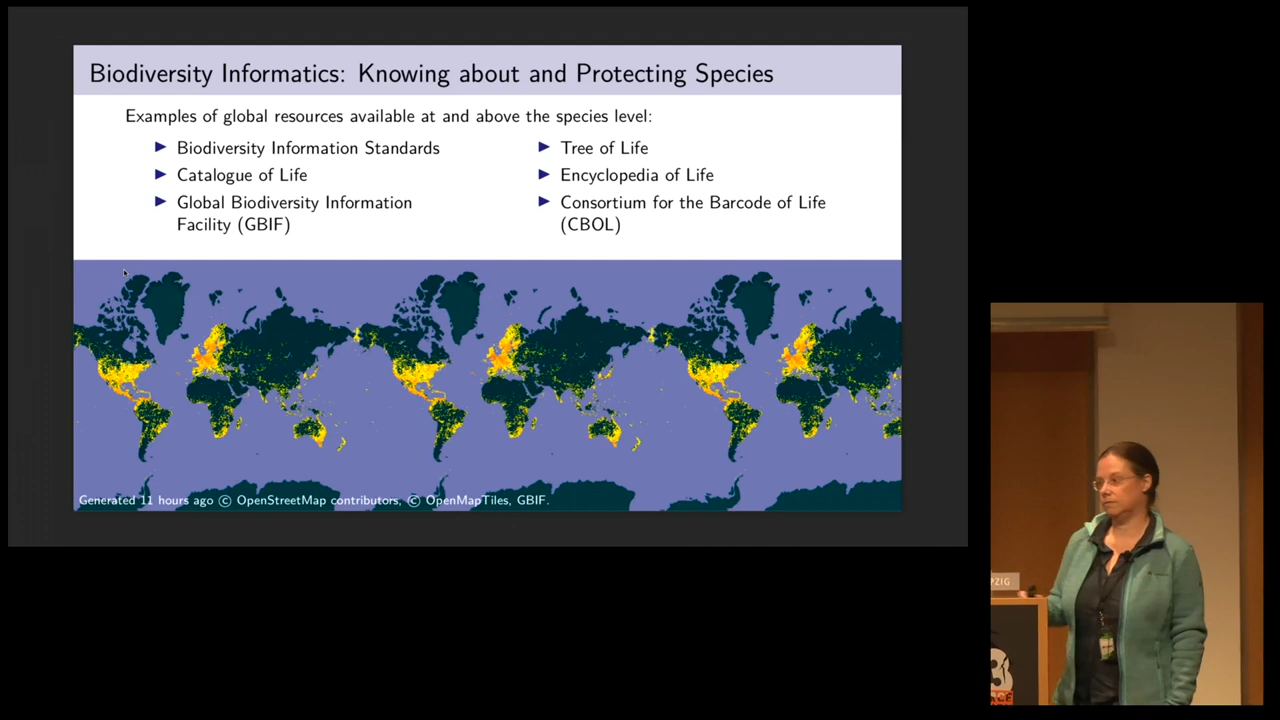 Biodiversity Informatics: Knowing about and Protecting Species
Examples of global resources available at and above the species level:
Biodiversity Information Standards
Catalogue of Life
Global Biodiversity Information
Facility (GBIF)
Tree of Life
Encyclopedia of Life
Consortium for the Barcode of Life
(CBOL)
Generated 11 hours ago © OpenStreetMap contributors, © OpenMapTiles, GBIF.
PZIG